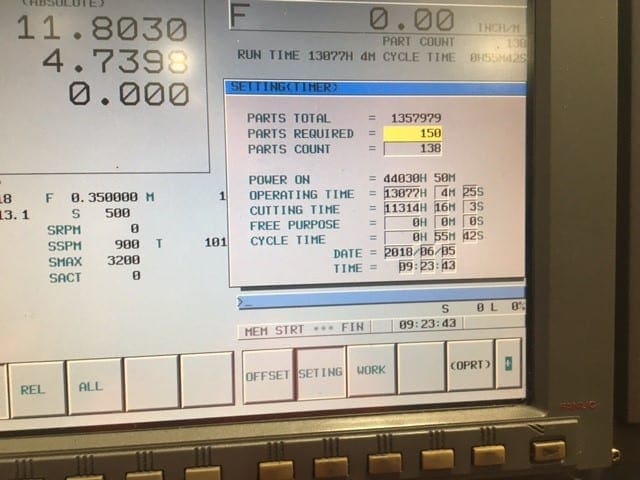 (ABSOLUTE)
11.8030
4.7398
0.000
F 0.00 INCH/M
PART COUNT 138
RUN TIME 13077H 4M CYCLE TIME 0H55M42S
SETTING(TIMER)
PARTS TOTAL = 1357979
PARTS REQUIRED = 150
PARTS COUNT = 138
POWER ON = 44030H 50M
OPERATING TIME = 13077H 4M 25S
CUTTING TIME = 11314H 16M 3S
FREE PURPOSE = 0H 0M 0S
CYCLE TIME = 0H 55M 42S
DATE = 2018/06/05
TIME = 09:23:43
F 0.350000 M 1
13.1 S 500
SRPM 0
SSPM 900 T 101
SMAX 3200
SACT 0
>_
S 0 L 0%
MEM STRT *** FIN 09:23:43
REL ALL OFFSET SETING WORK (OPRT)